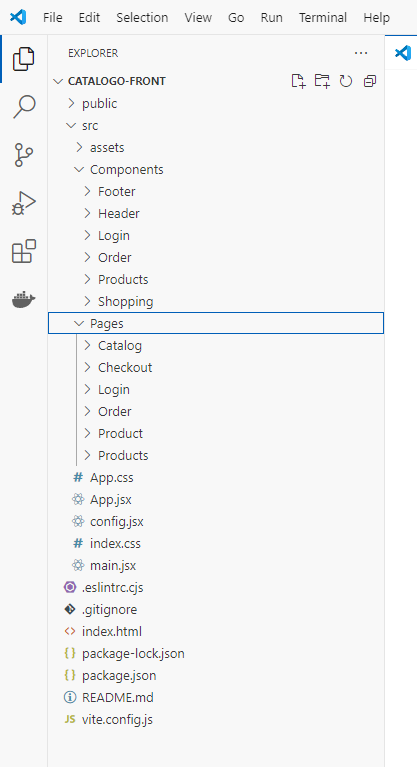 File Edit Selection View Go Run Terminal Help
EXPLORER ...
CATALOGO-FRONT
public
src
assets
Components
Footer
Header
Login
Order
Products
Shopping
Pages
Catalog
Checkout
Login
Order
Product
Products
# App.css
App.jsx
config.jsx
# index.css
main.jsx
.eslintrc.cjs
.gitignore
<> index.html
{} package-lock.json
{} package.json
README.md
JS vite.config.js